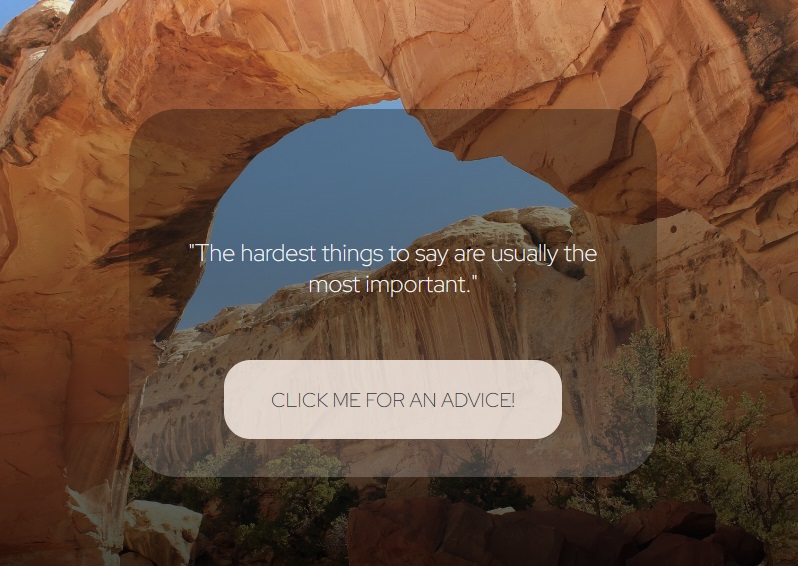 "The hardest things to say are usually the
most important."
CLICK ME FOR AN ADVICE!